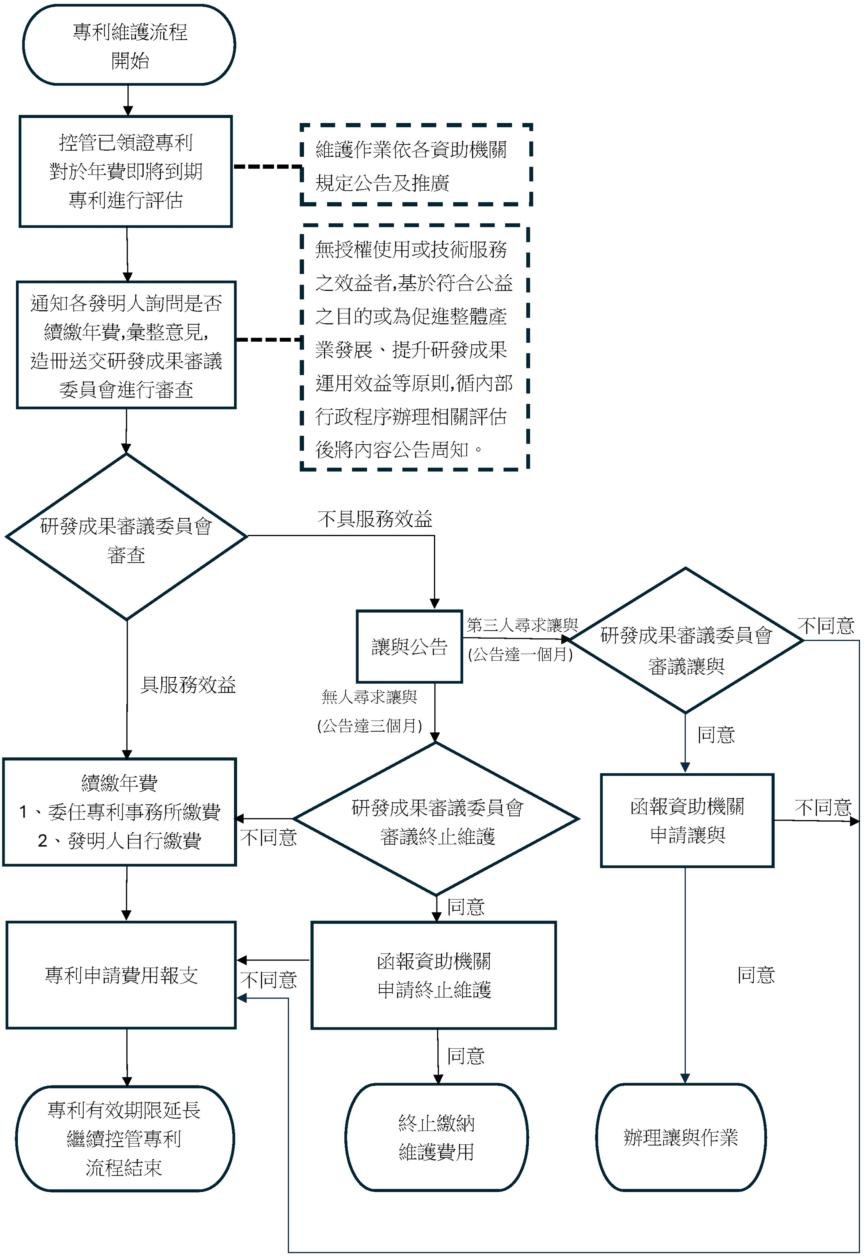 專利維護流程
開始
控管已領證專利
對於年費即將到期
專利進行評估
維護作業依各資助機關
規定公告及推廣
通知各發明人詢問是否
續繳年費,彙整意見,
造冊送交研發成果審議
委員會進行審查
無授權使用或技術服務
之效益者,基於符合公益
之目的或為促進整體產
業發展、提升研發成果
運用效益等原則,循內部
行政程序辦理相關評估
後將內容公告周知。
研發成果審議委員會
審查
不具服務效益
具服務效益
讓與公告
第三人尋求讓與
(公告達一個月)
研發成果審議委員會
審議讓與
不同意
無人尋求讓與
(公告達三個月)
同意
續繳年費
1、委任專利事務所繳費
2、發明人自行繳費
不同意
研發成果審議委員會
審議終止維護
函報資助機關
申請讓與
不同意
同意
專利申請費用報支
不同意
函報資助機關
申請終止維護
同意
同意
專利有效期限延長
繼續控管專利
流程結束
終止繳納
維護費用
辦理讓與作業